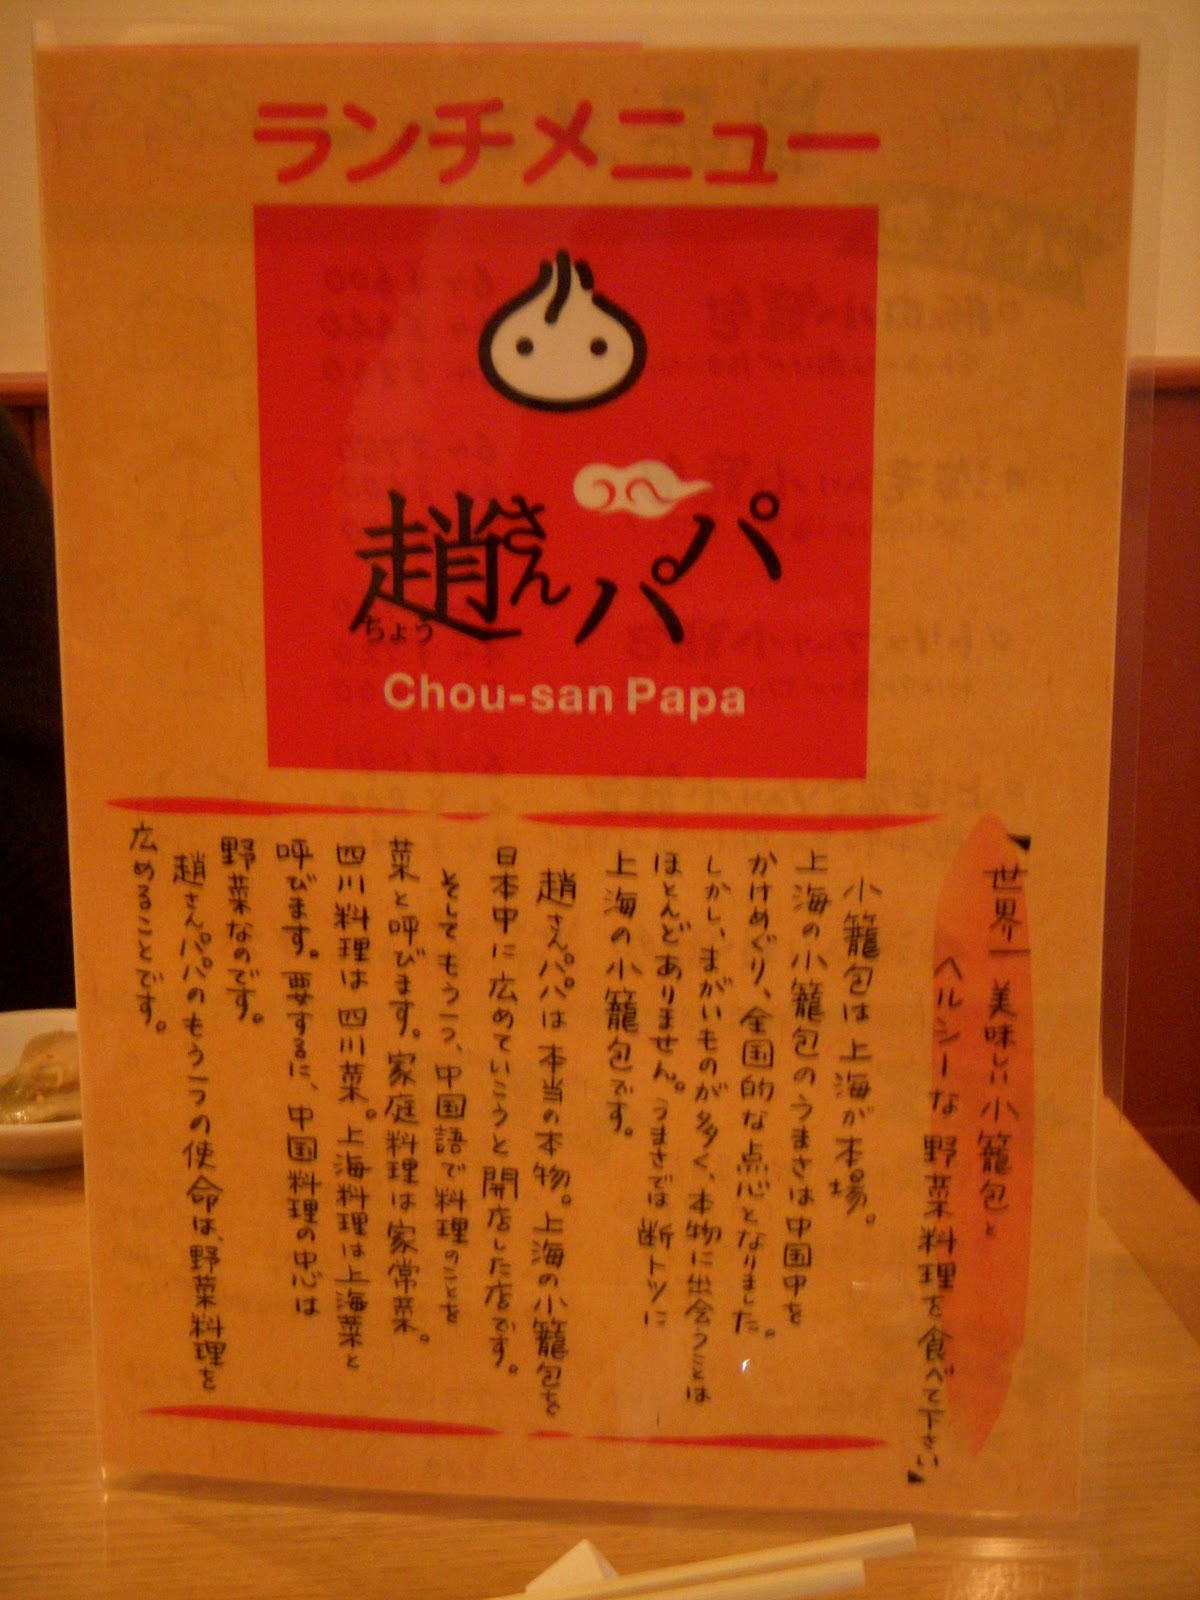 ランチメニュー
小
趙さんパパ
ちょう
Chou-san Papa
『世界一美味しい小籠包と
ヘルシーな野菜料理を食べて下さい』
小籠包は上海が本場。
上海の小籠包のうまさは中国中を
かけめぐり、全国的な点心となりました。
しかし、まがいものが多く、本物に出会うことは
ほとんどありません。うまさでは断トツに
上海の小籠包です。
趙さんパパは本当の本物。上海の小籠包を
日本中に広めていこうと開店した店です。
そしてもう一つ、中国語で料理のことを
菜と呼びます。家庭料理は家常菜。
四川料理は四川菜。上海料理は上海菜と
呼びます。要するに、中国料理の中心は
野菜なのです。
趙さんパパのもう一つの使命は、野菜料理を
広めることです。